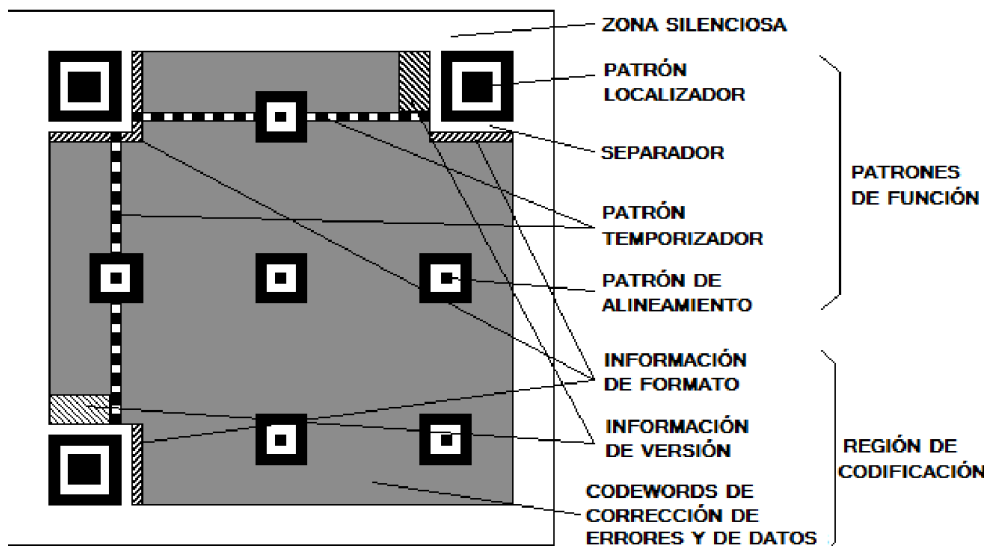 ZONA SILENCIOSA
PATRÓN
LOCALIZADOR
SEPARADOR
PATRONES
DE FUNCIÓN
PATRÓN
TEMPORIZADOR
PATRÓN DE
ALINEAMIENTO
INFORMACIÓN
DE FORMATO
INFORMACIÓN
DE VERSIÓN
REGIÓN DE
CODIFICACIÓN
CODEWORDS DE
CORRECCIÓN DE
ERRORES Y DE DATOS